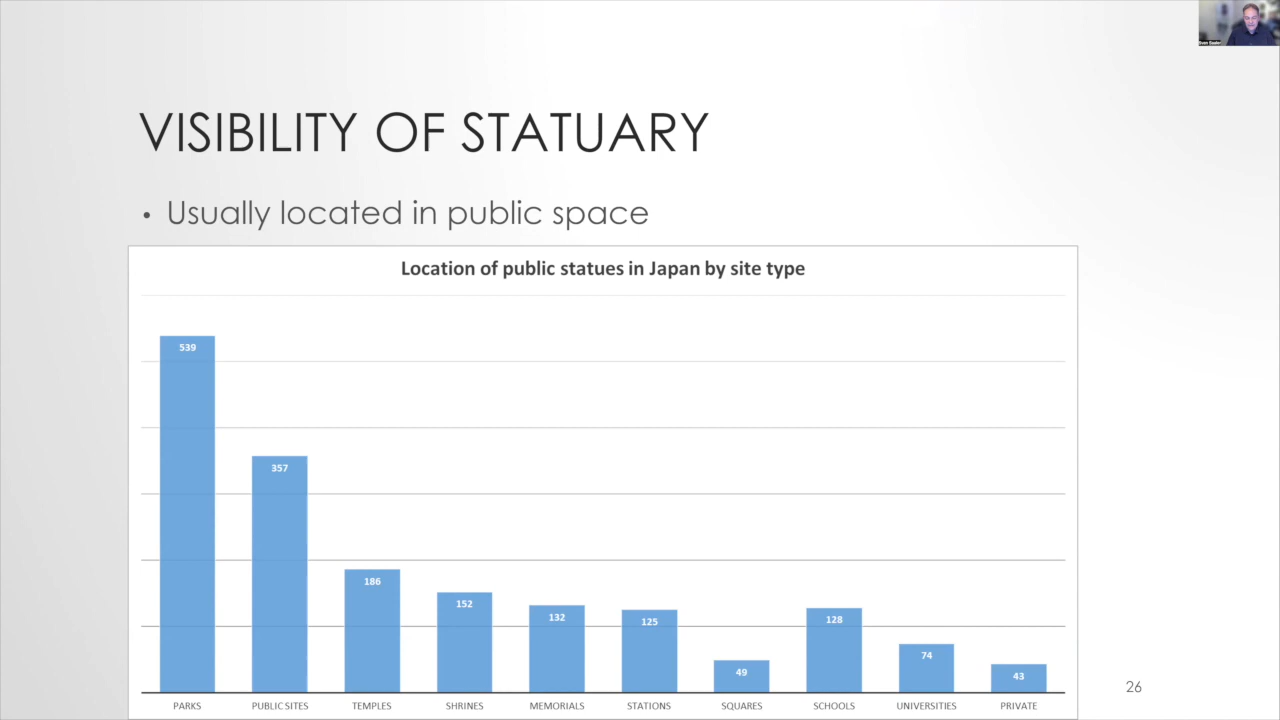 Sven Saaler
VISIBILITY OF STATUARY
• Usually located in public space
Location of public statues in Japan by site type
539
357
186
152
132
125
49
128
74
43
PARKS
PUBLIC SITES
TEMPLES
SHRINES
MEMORIALS
STATIONS
SQUARES
SCHOOLS
UNIVERSITIES
PRIVATE
26